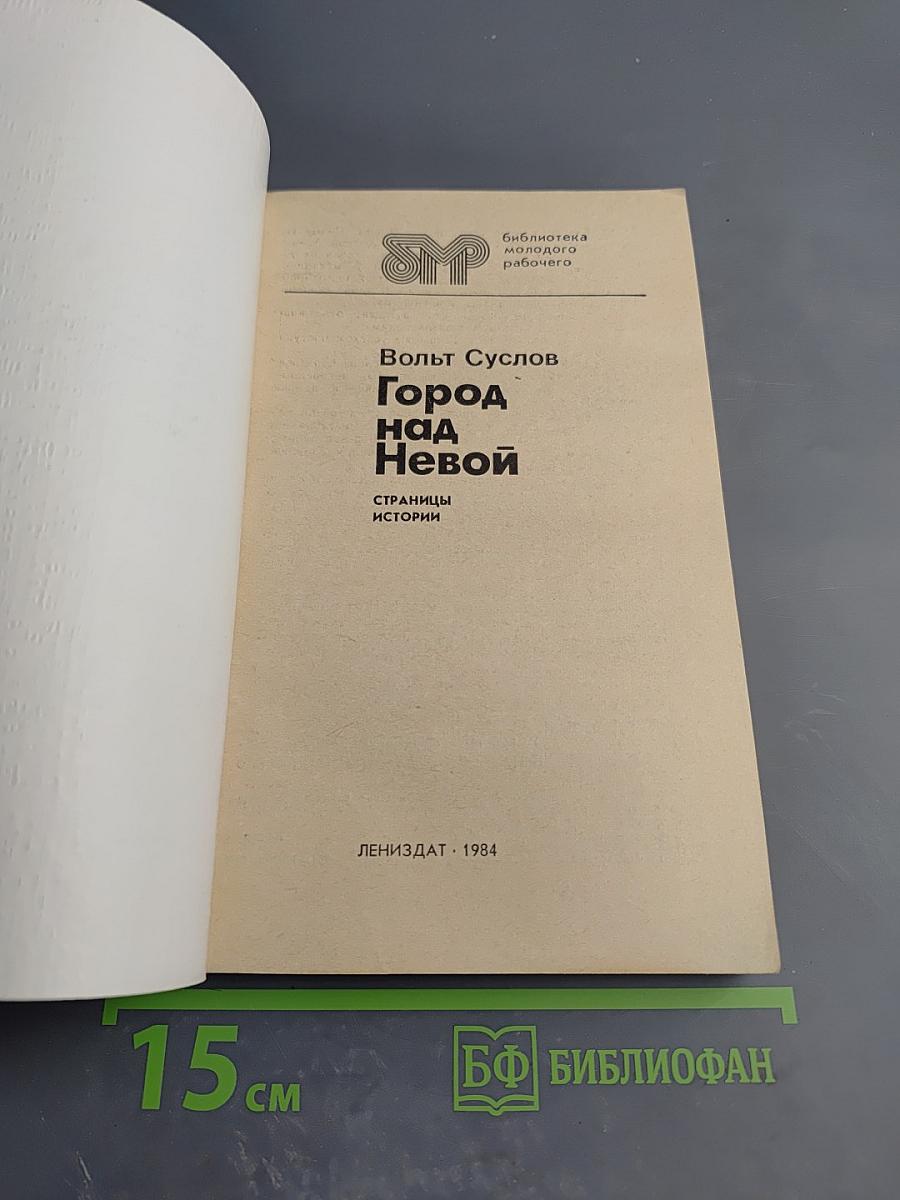 бмр
библиотека
молодого
рабочего
Вольт Суслов
Город
над
Невой
СТРАНИЦЫ
ИСТОРИИ
ЛЕНИЗДАТ · 1984
15 см
БФ БИБЛИОФАН